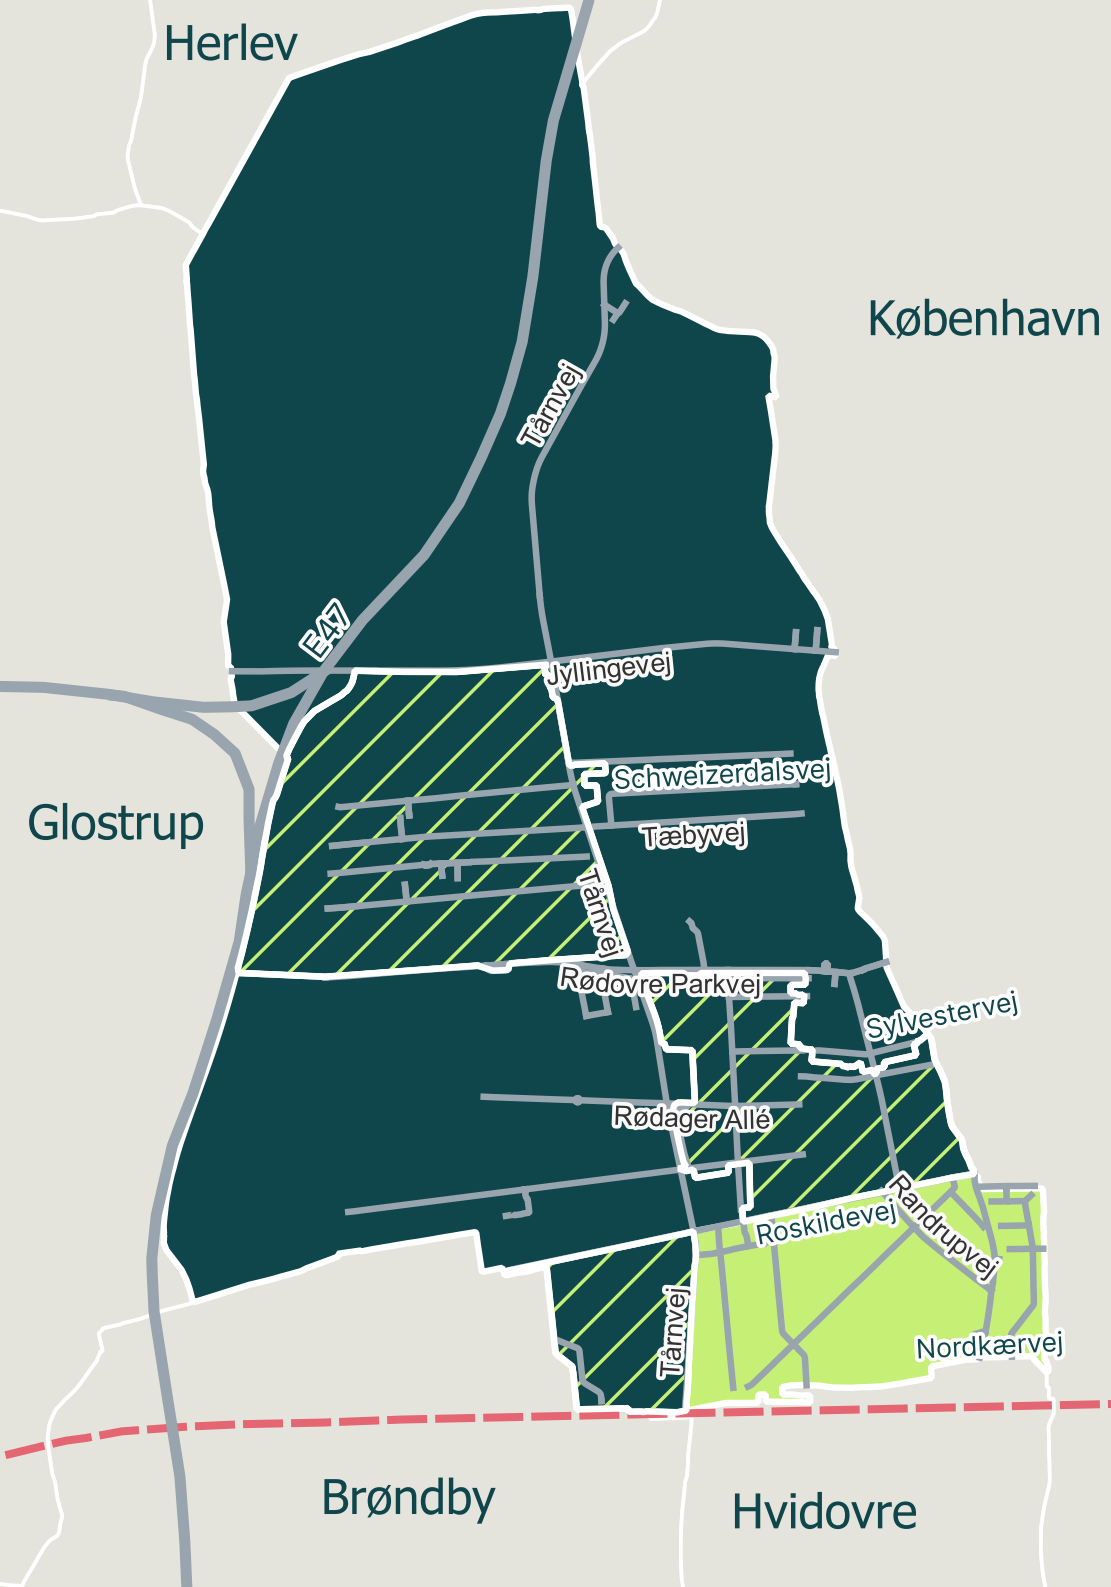 Herlev
København
Tårnvej
E47
Jyllingevej
Schweizerdalsvej
Glostrup
Tæbyvej
Tårnvej
Rødovre Parkvej
Sylvestervej
Rødager Allé
Randrupvej
Roskildevej
Tårnvej
Nordkærvej
Brøndby
Hvidovre